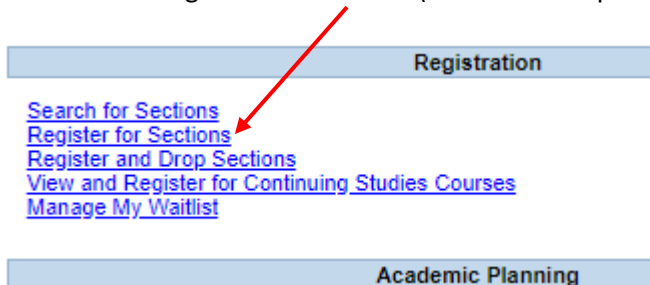 Registration
Search for Sections
Register for Sections
Register and Drop Sections
View and Register for Continuing Studies Courses
Manage My Waitlist
Academic Planning